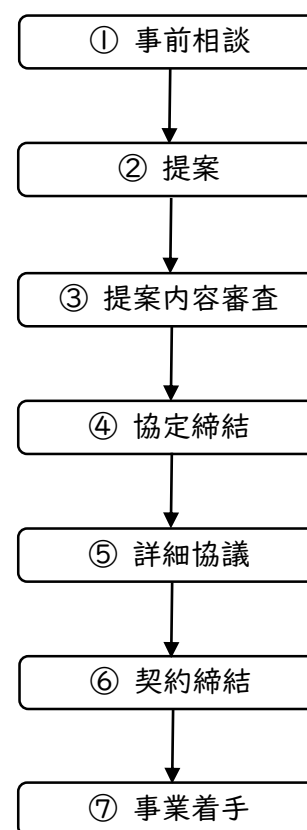 ① 事前相談
② 提案
③ 提案内容審査
④ 協定締結
⑤ 詳細協議
⑥ 契約締結
⑦ 事業着手